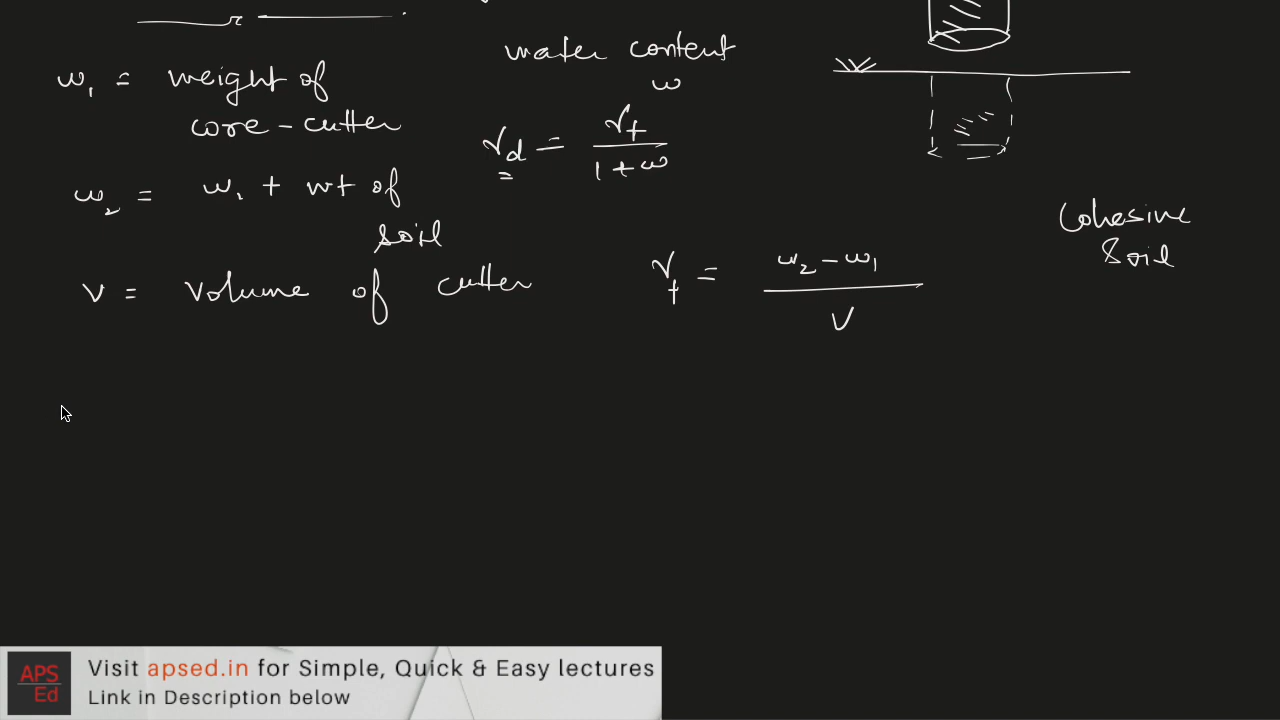 w₁ = weight of
core-cutter
w₂ = w₁ + wt of
soil
V = Volume of cutter
water content
w
γd = γt / (1 + w)
γt = (w₂ - w₁) / V
Cohesive
Soil
APS
Ed
Visit apsed.in for Simple, Quick & Easy lectures
Link in Description below